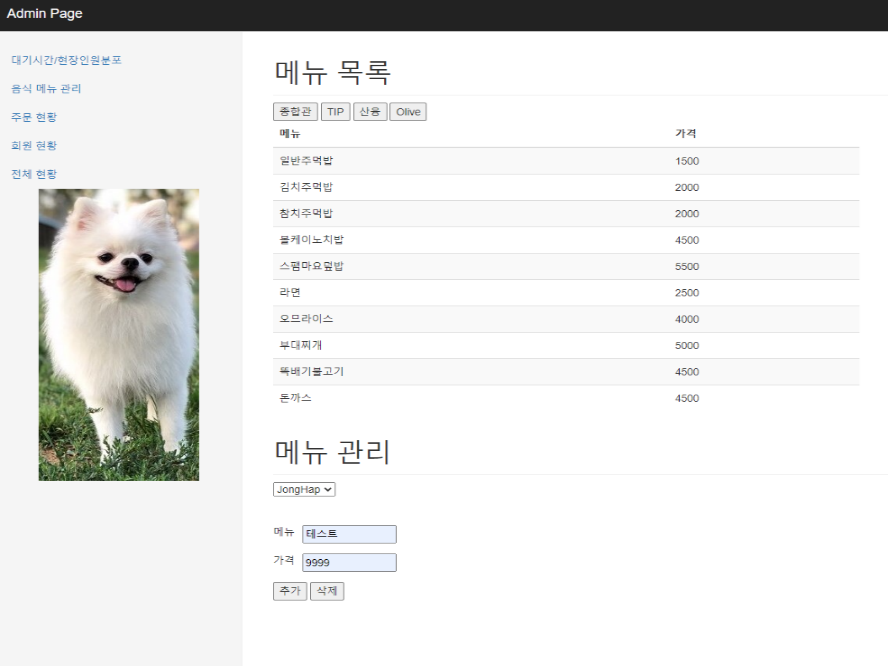 Admin Page
대기시간/현장인원분포
음식 메뉴 관리
주문 현황
회원 현황
전체 현황
메뉴 목록
종합관 TIP 산융 Olive
메뉴 가격
일반주먹밥 1500
김치주먹밥 2000
참치주먹밥 2000
불케이노치밥 4500
스팸마요덮밥 5500
라면 2500
오므라이스 4000
부대찌개 5000
뚝배기불고기 4500
돈까스 4500
메뉴 관리
JongHap
메뉴 테스트
가격 9999
추가 삭제